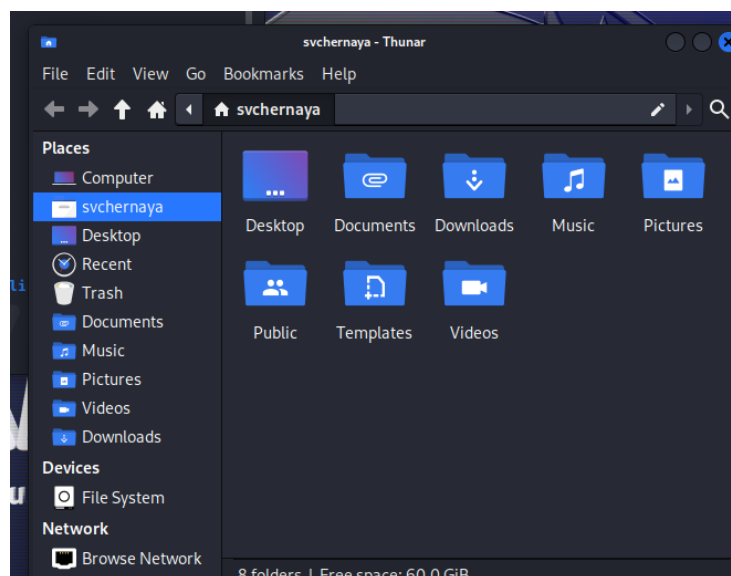 svchernaya - Thunar
File Edit View Go Bookmarks Help
svchernaya
Places
Computer
svchernaya
Desktop
Recent
Trash
Documents
Music
Pictures
Videos
Downloads
Devices
File System
Network
Browse Network
Desktop Documents Downloads Music Pictures
Public Templates Videos
8 folders | Free space: 60.0 GiB
li
u